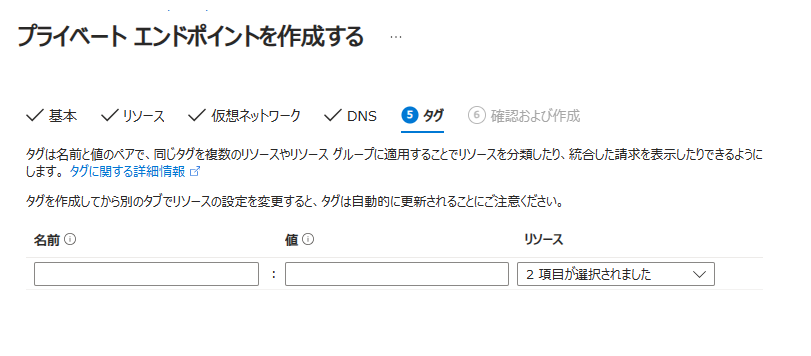 プライベート エンドポイントを作成する ...
基本 リソース 仮想ネットワーク DNS 5 タグ 6 確認および作成
タグは名前と値のペアで、同じタグを複数のリソースやリソース グループに適用することでリソースを分類したり、統合した請求を表示したりできるように
します。 タグに関する詳細情報
タグを作成してから別のタブでリソースの設定を変更すると、タグは自動的に更新されることにご注意ください。
名前 値 リソース
: 2 項目が選択されました